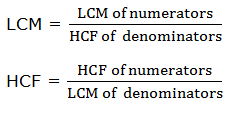 LCM = LCM of numerators
HCF of denominators
HCF = HCF of numerators
LCM of denominators